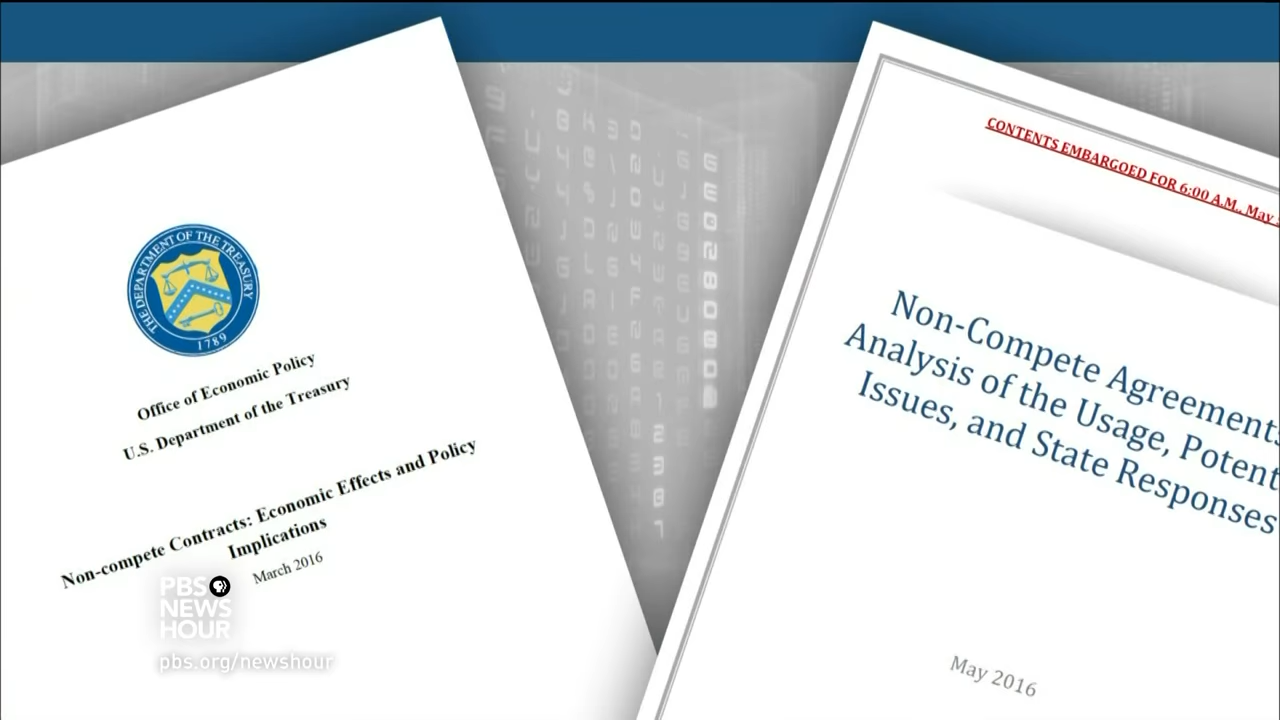 THE DEPARTMENT OF THE TREASURY
1789
Office of Economic Policy
U.S. Department of the Treasury
Non-compete Contracts: Economic Effects and Policy
Implications
March 2016
PBS
NEWS
HOUR
pbs.org/newshour
CONTENTS EMBARGOED FOR 6:00 A.M., May
Non-Compete Agreements
Analysis of the Usage, Potent
Issues, and State Responses
May 2016